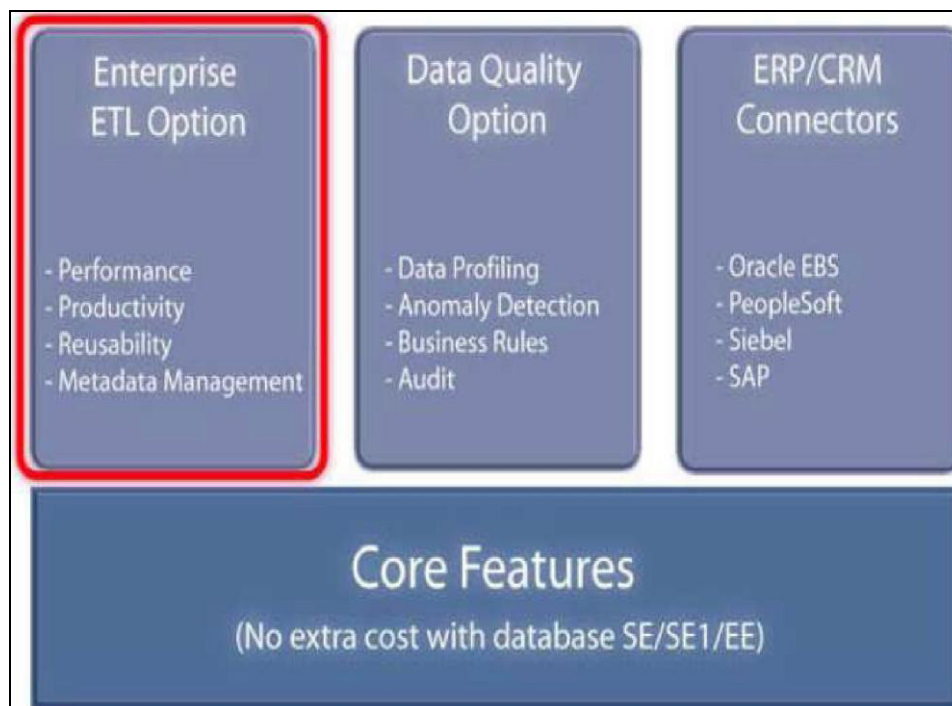 Enterprise
ETL Option
- Performance
- Productivity
- Reusability
- Metadata Management
Data Quality
Option
- Data Profiling
- Anomaly Detection
- Business Rules
- Audit
ERP/CRM
Connectors
- Oracle EBS
- PeopleSoft
- Siebel
- SAP
Core Features
(No extra cost with database SE/SE1/EE)